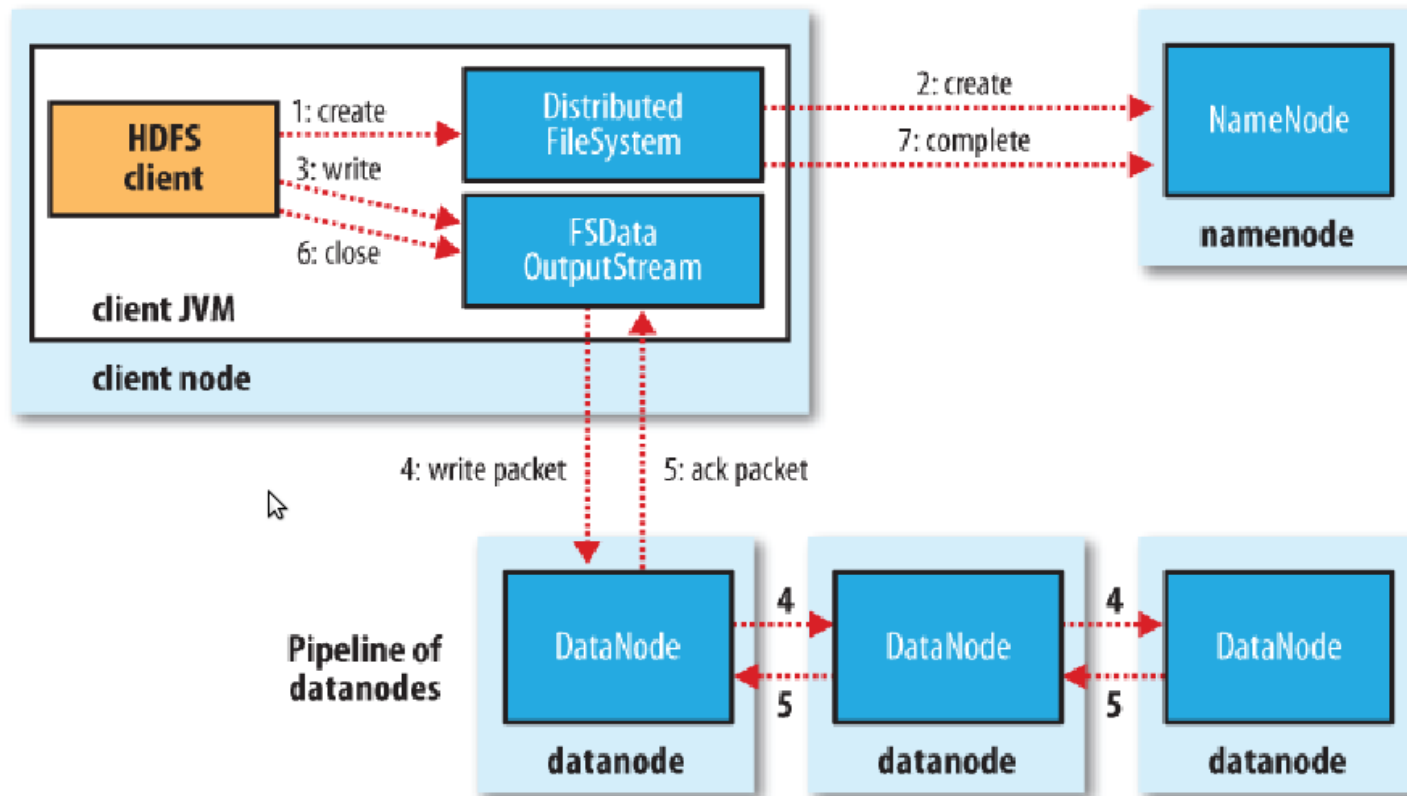 HDFS
client
1: create
3: write
6: close
Distributed
FileSystem
FSData
OutputStream
client JVM
client node
2: create
7: complete
NameNode
namenode
4: write packet
5: ack packet
Pipeline of
datanodes
DataNode
datanode
4
5
DataNode
datanode
4
5
DataNode
datanode